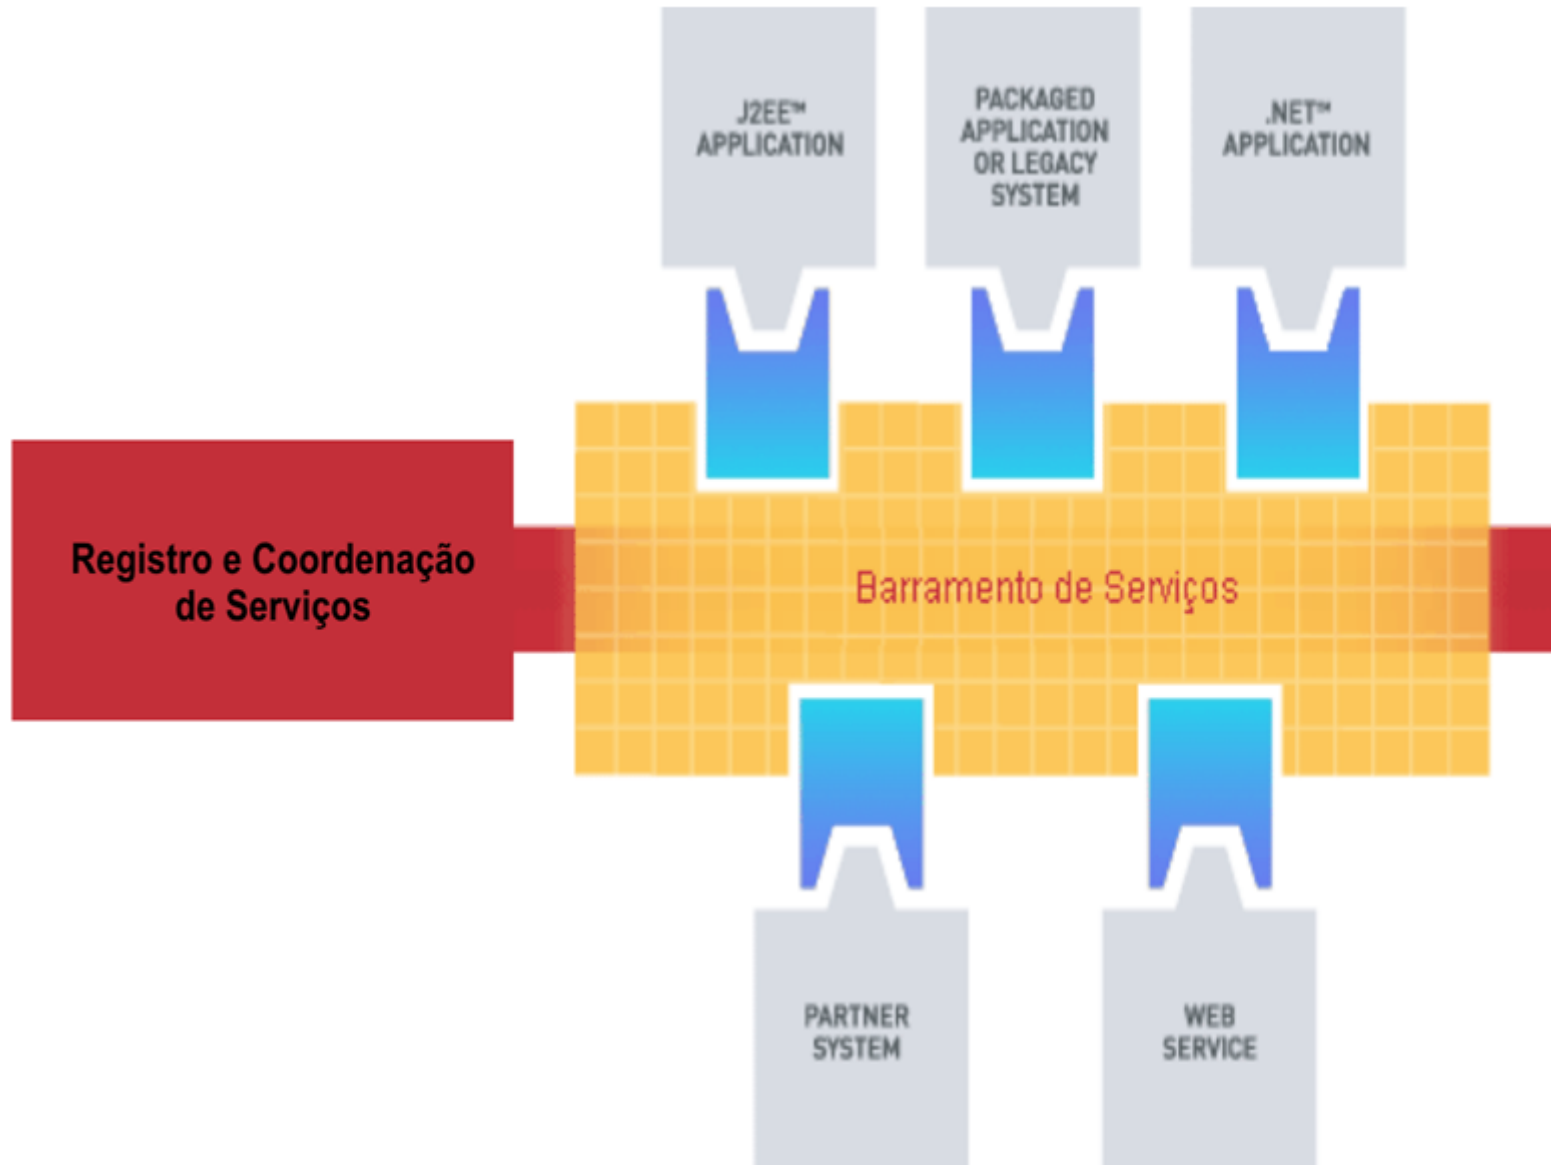 J2EE™
APPLICATION
PACKAGED
APPLICATION
OR LEGACY
SYSTEM
.NET™
APPLICATION
Registro e Coordenação
de Serviços
Barramento de Serviços
PARTNER
SYSTEM
WEB
SERVICE